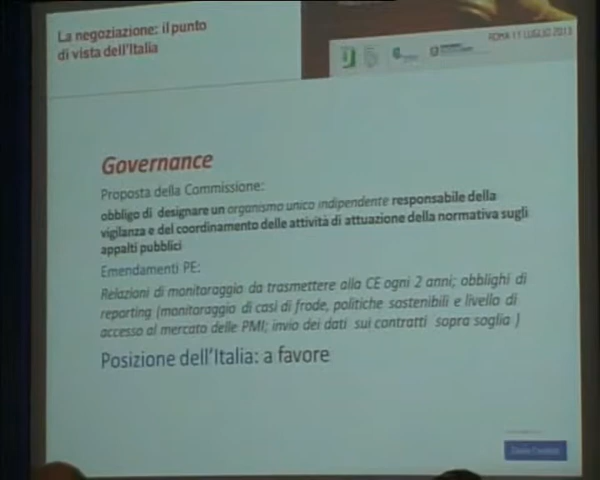 La negoziazione: il punto
di vista dell'Italia
ROMA 11 LUGLIO 2013
Governance
Proposta della Commissione:
obbligo di designare un organismo unico indipendente responsabile della
vigilanza e del coordinamento delle attività di attuazione della normativa sugli
appalti pubblici
Emendamenti PE:
Relazioni di monitoraggio da trasmettere alla CE ogni 2 anni; obblighi di
reporting (monitoraggio di casi di frode, politiche sostenibili e livello di
accesso al mercato delle PMI; invio dei dati sui contratti sopra soglia )
Posizione dell'Italia: a favore